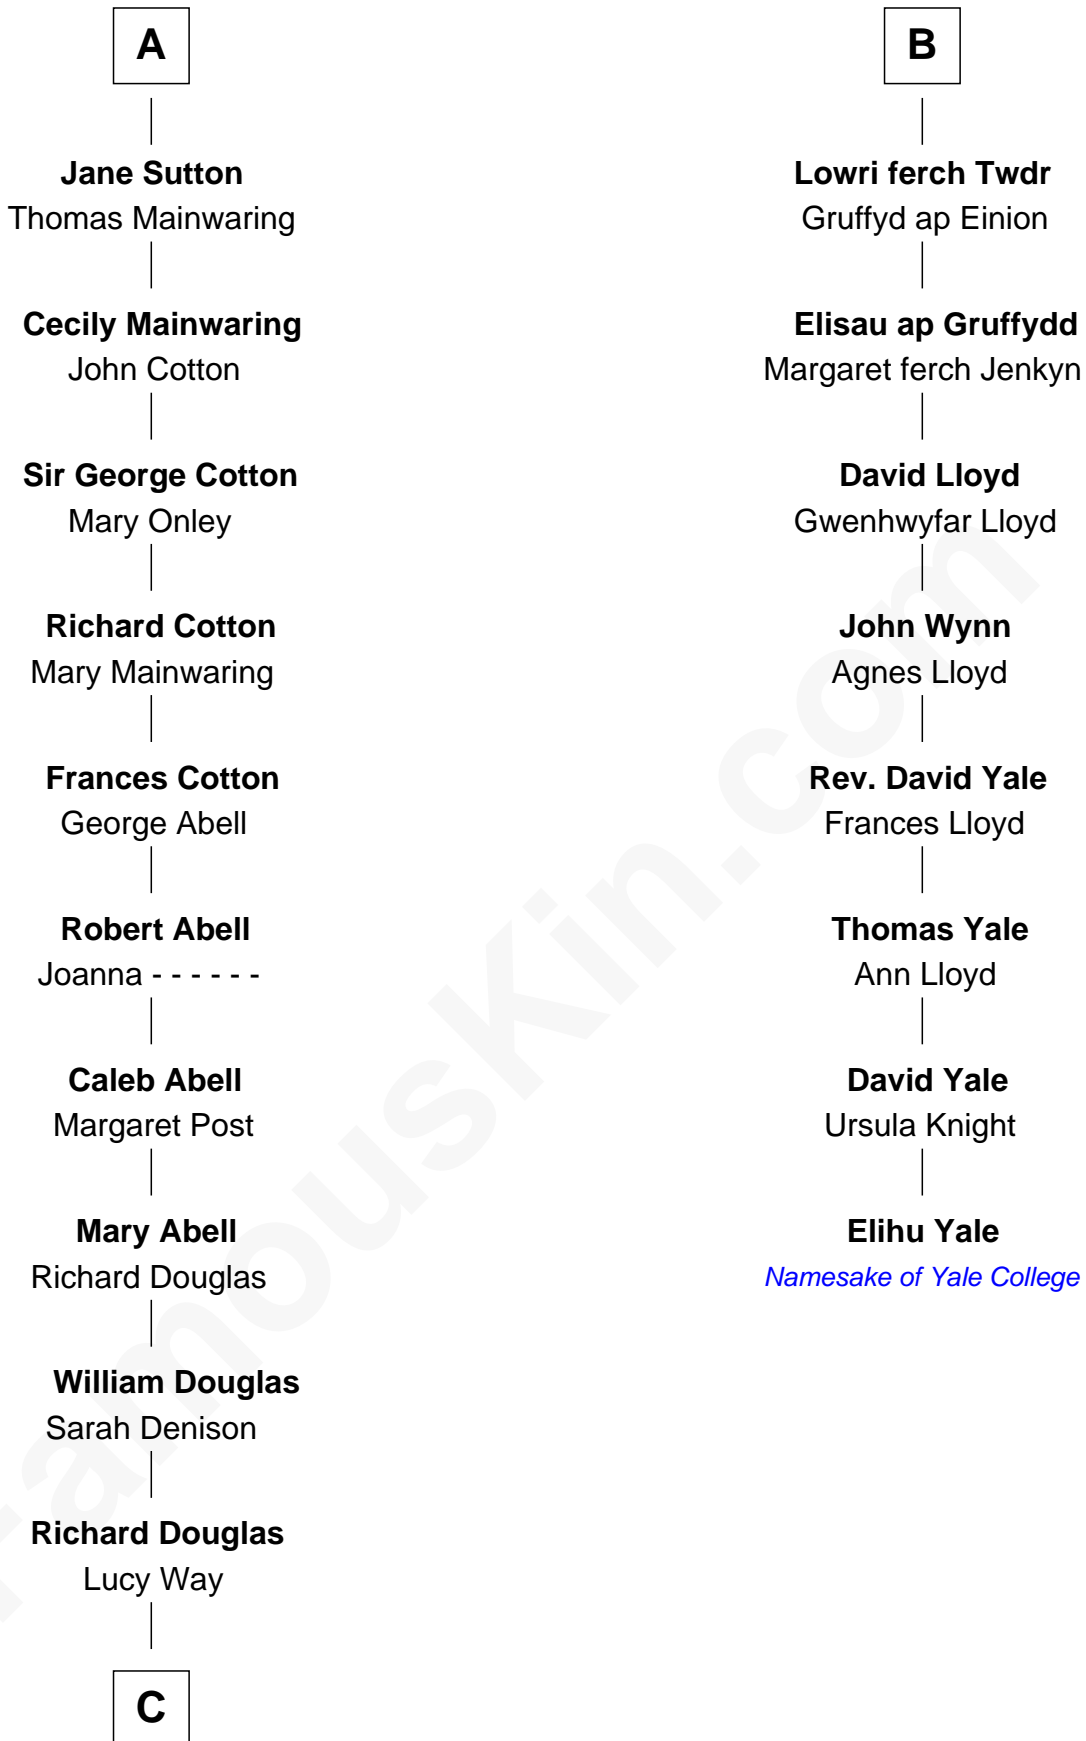 A
Jane Sutton
Thomas Mainwaring
Cecily Mainwaring
John Cotton
Sir George Cotton
Mary Onley
Richard Cotton
Mary Mainwaring
Frances Cotton
George Abell
Robert Abell
Joanna - - - - - -
Caleb Abell
Margaret Post
Mary Abell
Richard Douglas
William Douglas
Sarah Denison
Richard Douglas
Lucy Way
C
B
Lowri ferch Twdr
Gruffyd ap Einion
Elisau ap Gruffydd
Margaret ferch Jenkyn
David Lloyd
Gwenhwyfar Lloyd
John Wynn
Agnes Lloyd
Rev. David Yale
Frances Lloyd
Thomas Yale
Ann Lloyd
David Yale
Ursula Knight
Elihu Yale
Namesake of Yale College
FamousKin.com